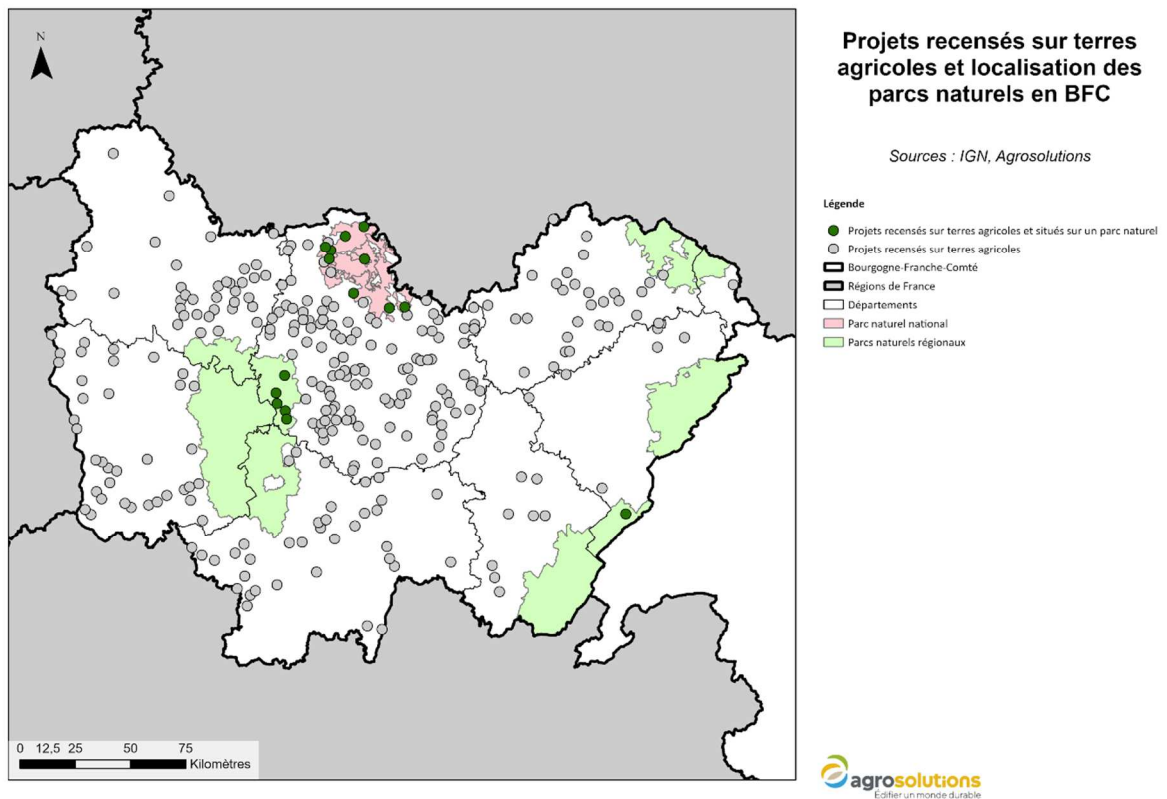 N
Projets recensés sur terres
agricoles et localisation des
parcs naturels en BFC
Sources : IGN, Agrosolutions
Légende
Projets recensés sur terres agricoles et situés sur un parc naturel
Projets recensés sur terres agricoles
Bourgogne-Franche-Comté
Régions de France
Départements
Parc naturel national
Parcs naturels régionaux
0 12,5 25 50 75
Kilomètres
agrosolutions
Édifier un monde durable